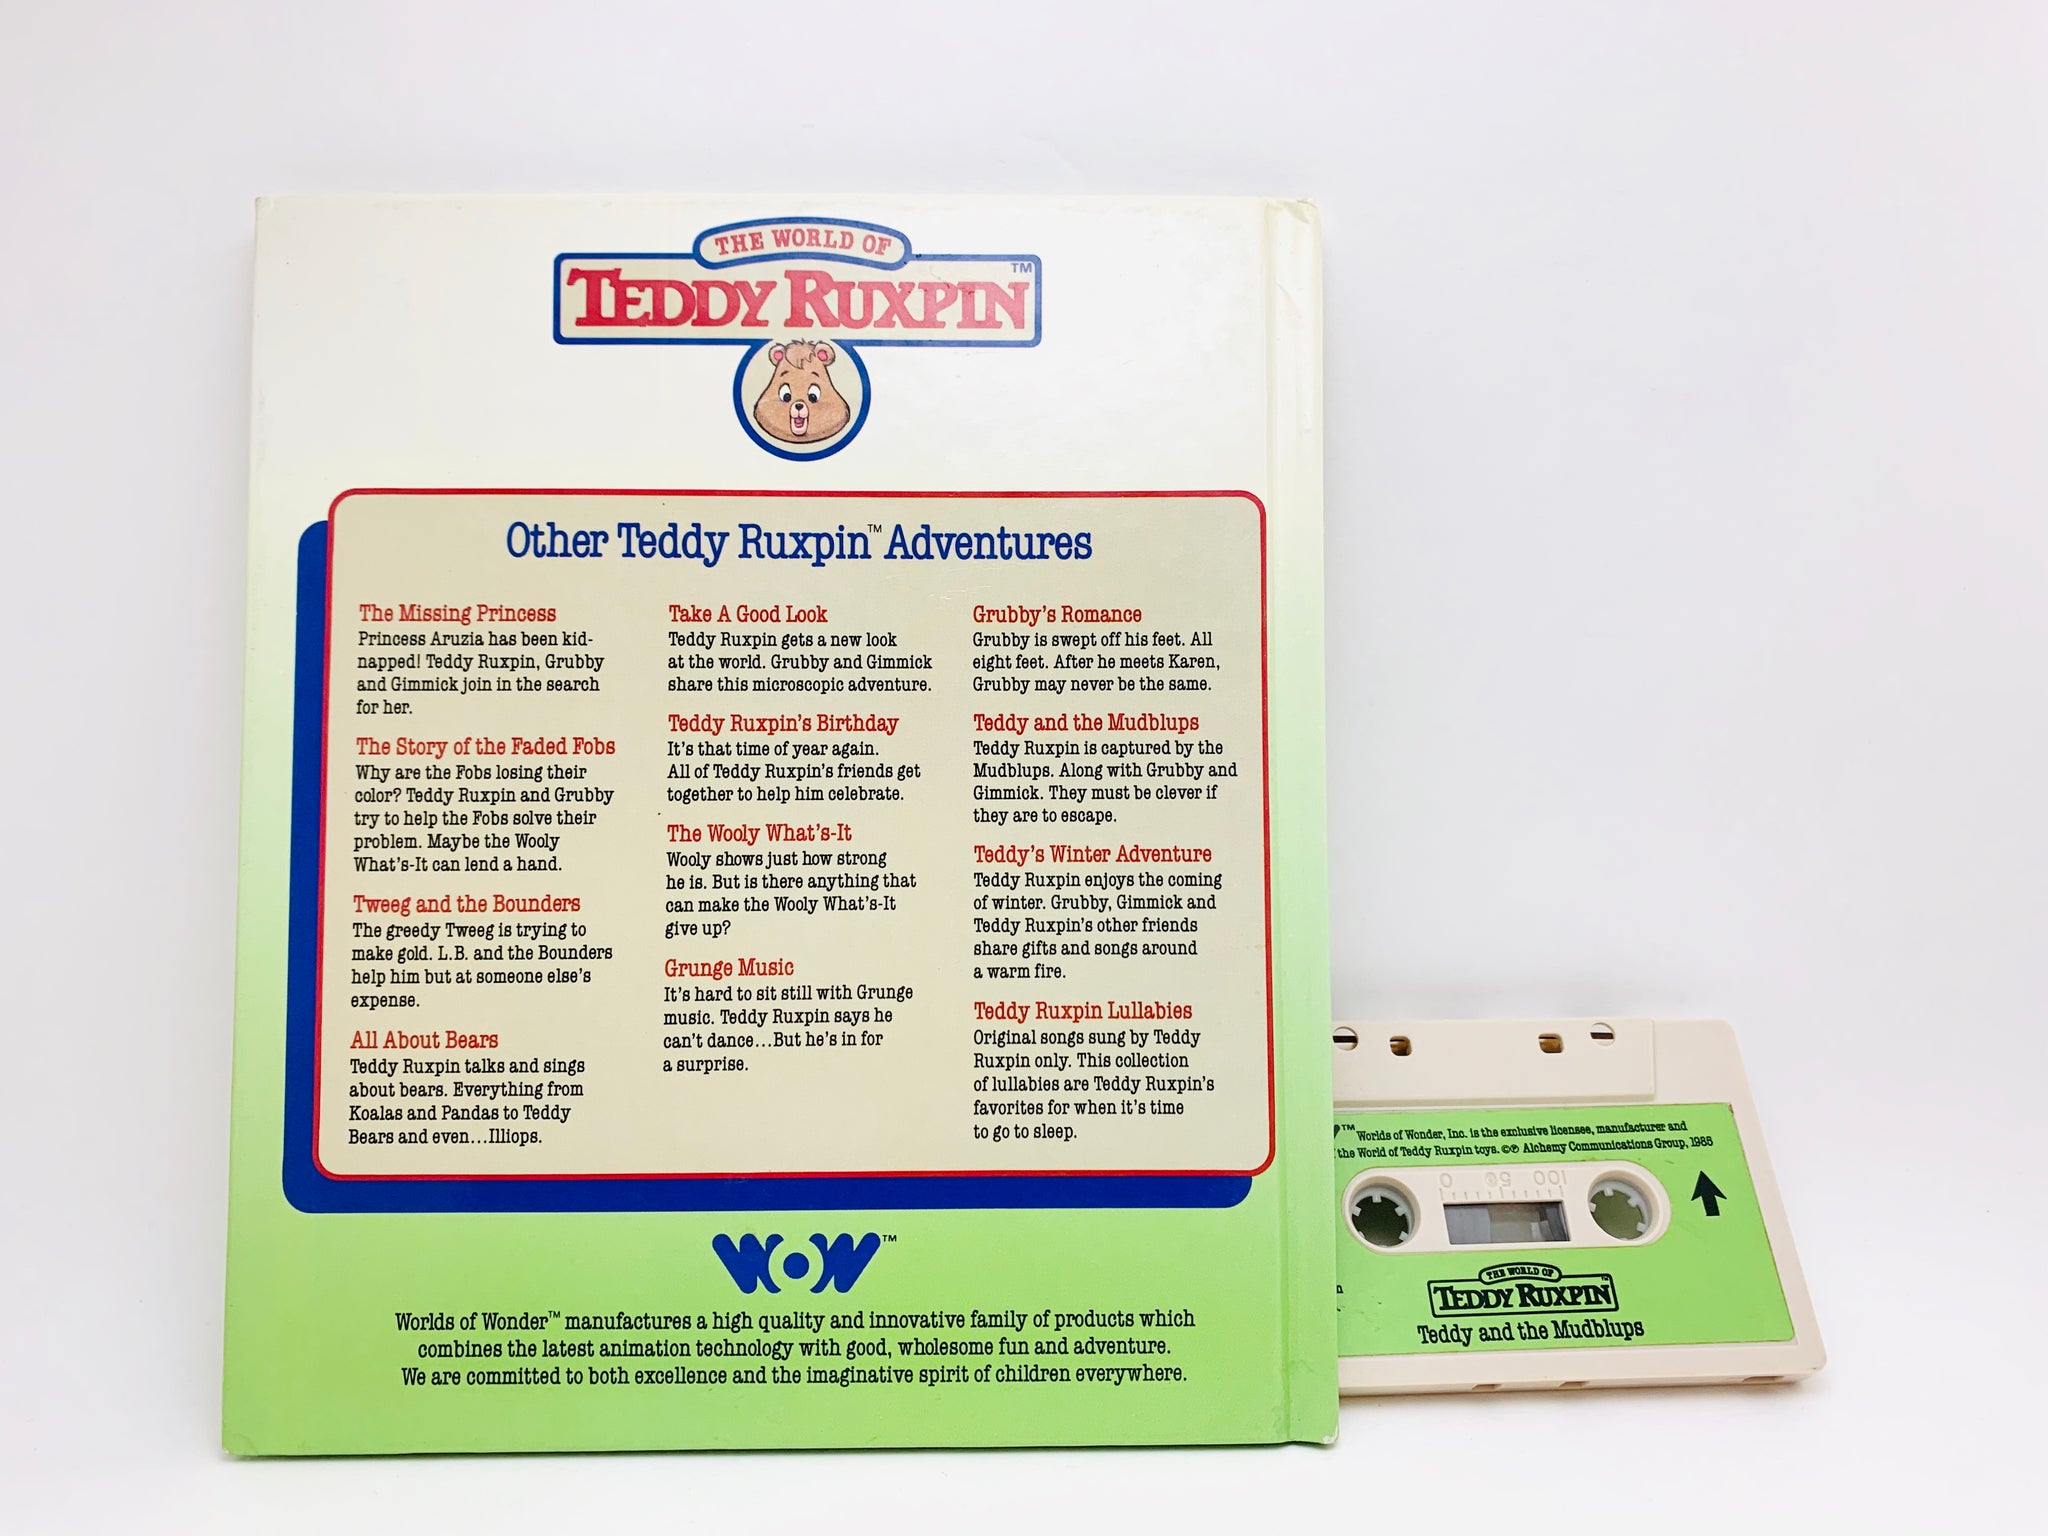 THE WORLD OF
TEDDY RUXPIN™
Other Teddy Ruxpin™ Adventures
The Missing Princess
Princess Aruzia has been kid-
napped! Teddy Ruxpin, Grubby
and Gimmick join in the search
for her.
The Story of the Faded Fobs
Why are the Fobs losing their
color? Teddy Ruxpin and Grubby
try to help the Fobs solve their
problem. Maybe the Wooly
What's-It can lend a hand.
Tweeg and the Bounders
The greedy Tweeg is trying to
make gold. L.B. and the Bounders
help him but at someone else's
expense.
All About Bears
Teddy Ruxpin talks and sings
about bears. Everything from
Koalas and Pandas to Teddy
Bears and even...Illiops.
Take A Good Look
Teddy Ruxpin gets a new look
at the world. Grubby and Gimmick
share this microscopic adventure.
Teddy Ruxpin's Birthday
It's that time of year again.
All of Teddy Ruxpin's friends get
together to help him celebrate.
The Wooly What's-It
Wooly shows just how strong
he is. But is there anything that
can make the Wooly What's-It
give up?
Grunge Music
It's hard to sit still with Grunge
music. Teddy Ruxpin says he
can't dance...But he's in for
a surprise.
Grubby's Romance
Grubby is swept off his feet. All
eight feet. After he meets Karen,
Grubby may never be the same.
Teddy and the Mudblups
Teddy Ruxpin is captured by the
Mudblups. Along with Grubby and
Gimmick. They must be clever if
they are to escape.
Teddy's Winter Adventure
Teddy Ruxpin enjoys the coming
of winter. Grubby, Gimmick and
Teddy Ruxpin's other friends
share gifts and songs around
a warm fire.
Teddy Ruxpin Lullabies
Original songs sung by Teddy
Ruxpin only. This collection
of lullabies are Teddy Ruxpin's
favorites for when it's time
to go to sleep.
WOW™
Worlds of Wonder™ manufactures a high quality and innovative family of products which
combines the latest animation technology with good, wholesome fun and adventure.
We are committed to both excellence and the imaginative spirit of children everywhere.
™ Worlds of Wonder, Inc. is the exclusive licensee, manufacturer and
the World of Teddy Ruxpin toys. ©℗ Alchemy Communications Group, 1985
0 50 100
THE WORLD OF
TEDDY RUXPIN™
Teddy and the Mudblups